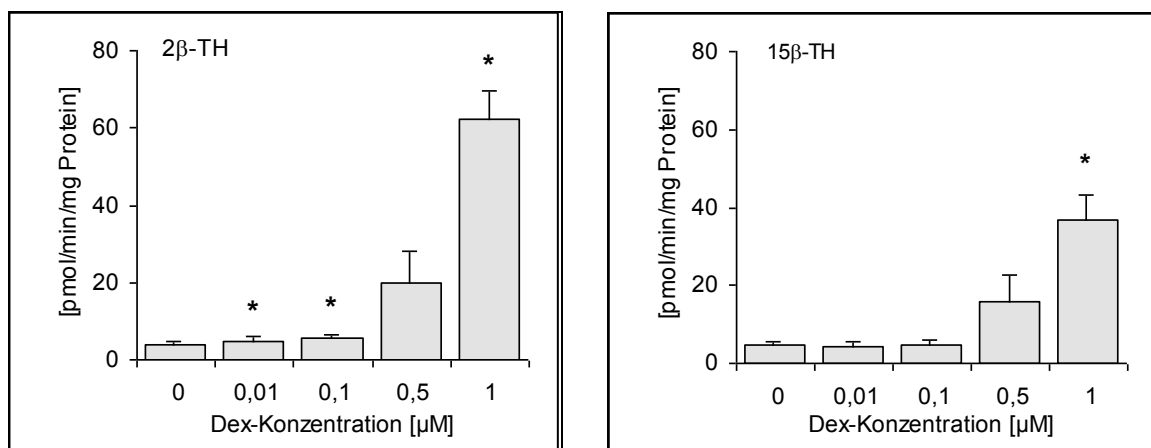 2β-TH
[pmol/min/mg Protein]
80
60
40
20
0
*
*
*
0 0,01 0,1 0,5 1
Dex-Konzentration [µM]
15β-TH
[pmol/min/mg Protein]
80
60
40
20
0
*
0 0,01 0,1 0,5 1
Dex-Konzentration [µM]